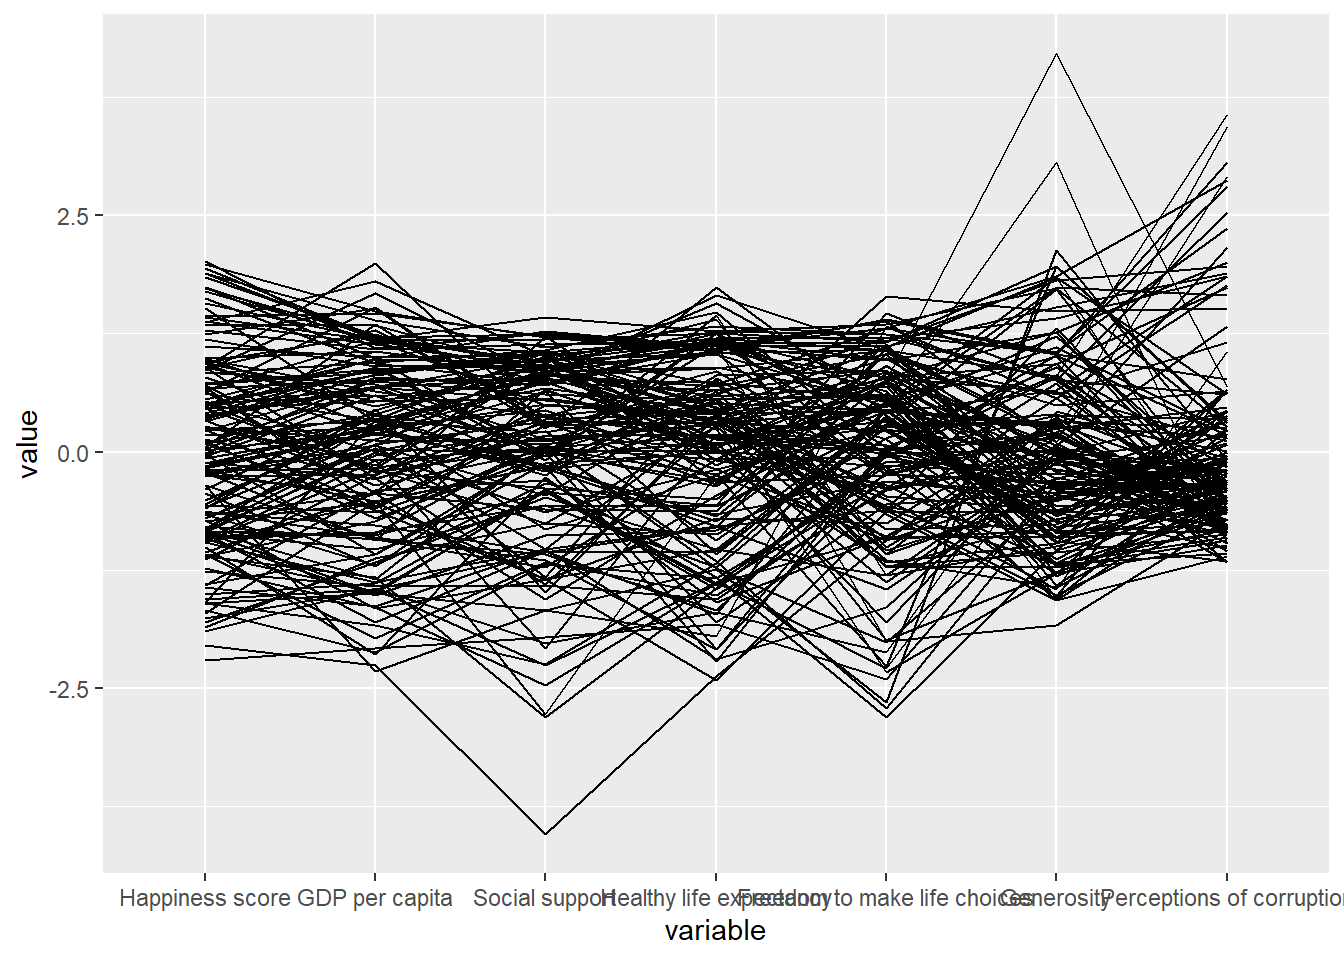 value
2.5
0.0
-2.5
Happiness score GDP per capita Social support Healthy life expectancy Freedom to make life choices Generosity Perceptions of corruption
variable